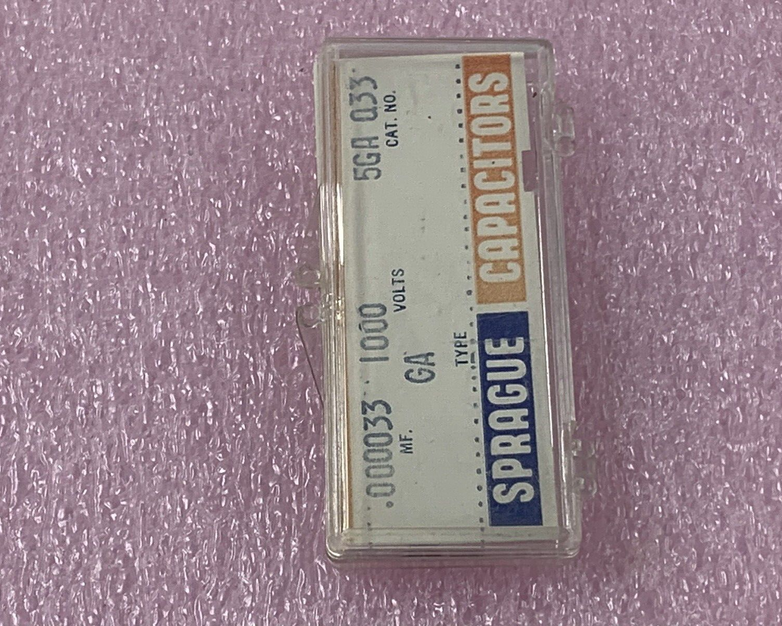 SPRAGUE CAPACITORS
TYPE
GA
.000033 1000 5GA Q33
MF. VOLTS CAT. NO.